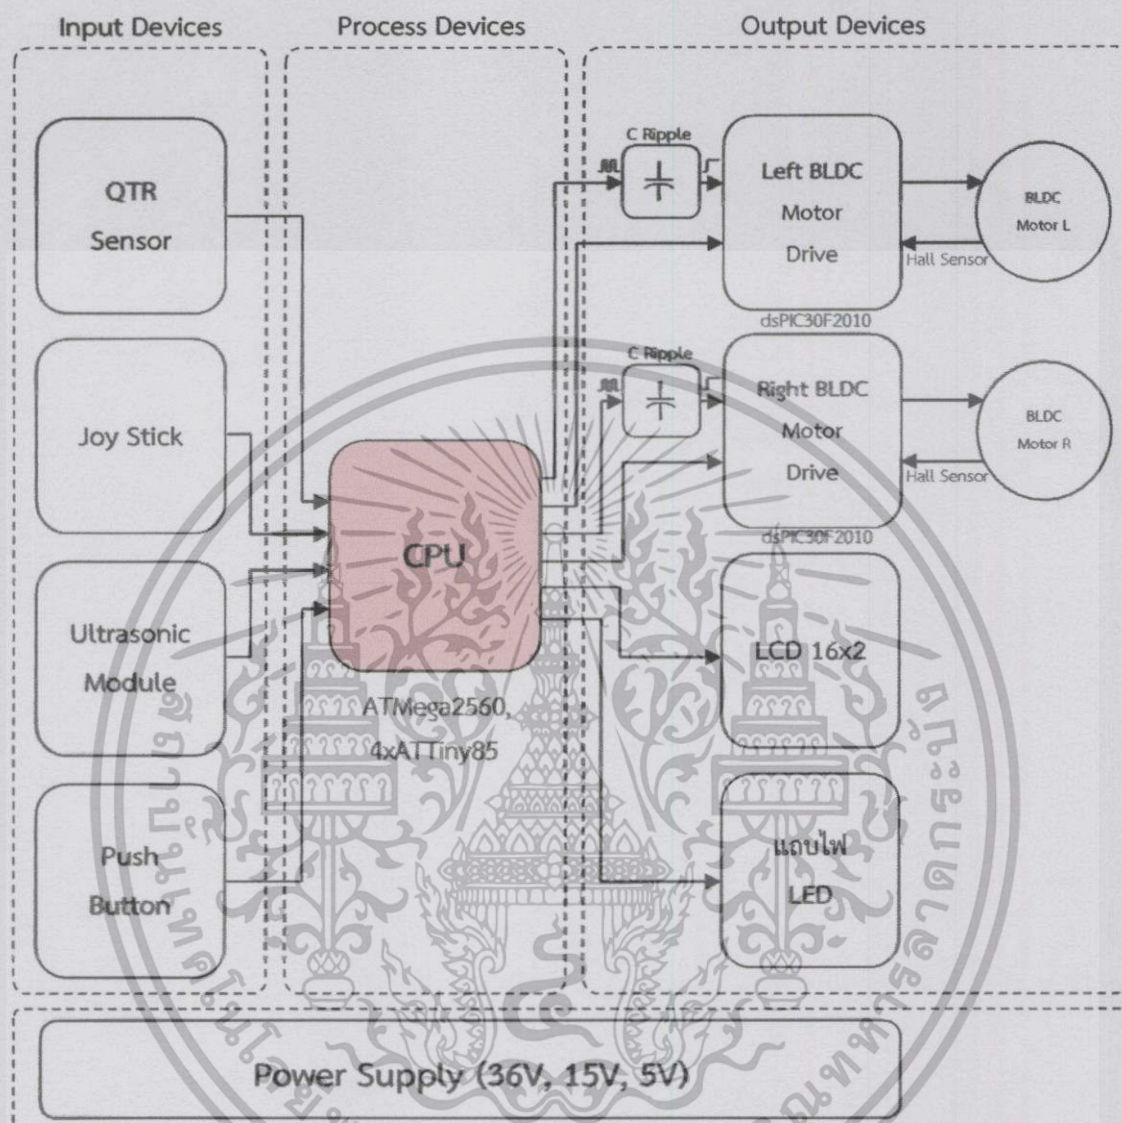 Input Devices
Process Devices
Output Devices
QTR
Sensor
Joy Stick
Ultrasonic
Module
Push
Button
CPU
ATMega2560,
4xATTiny85
C Ripple
Left BLDC
Motor
Drive
dsPIC30F2010
BLDC
Motor L
Hall Sensor
C Ripple
Right BLDC
Motor
Drive
dsPIC30F2010
BLDC
Motor R
Hall Sensor
LCD 16x2
แถบไฟ
LED
Power Supply (36V, 15V, 5V)